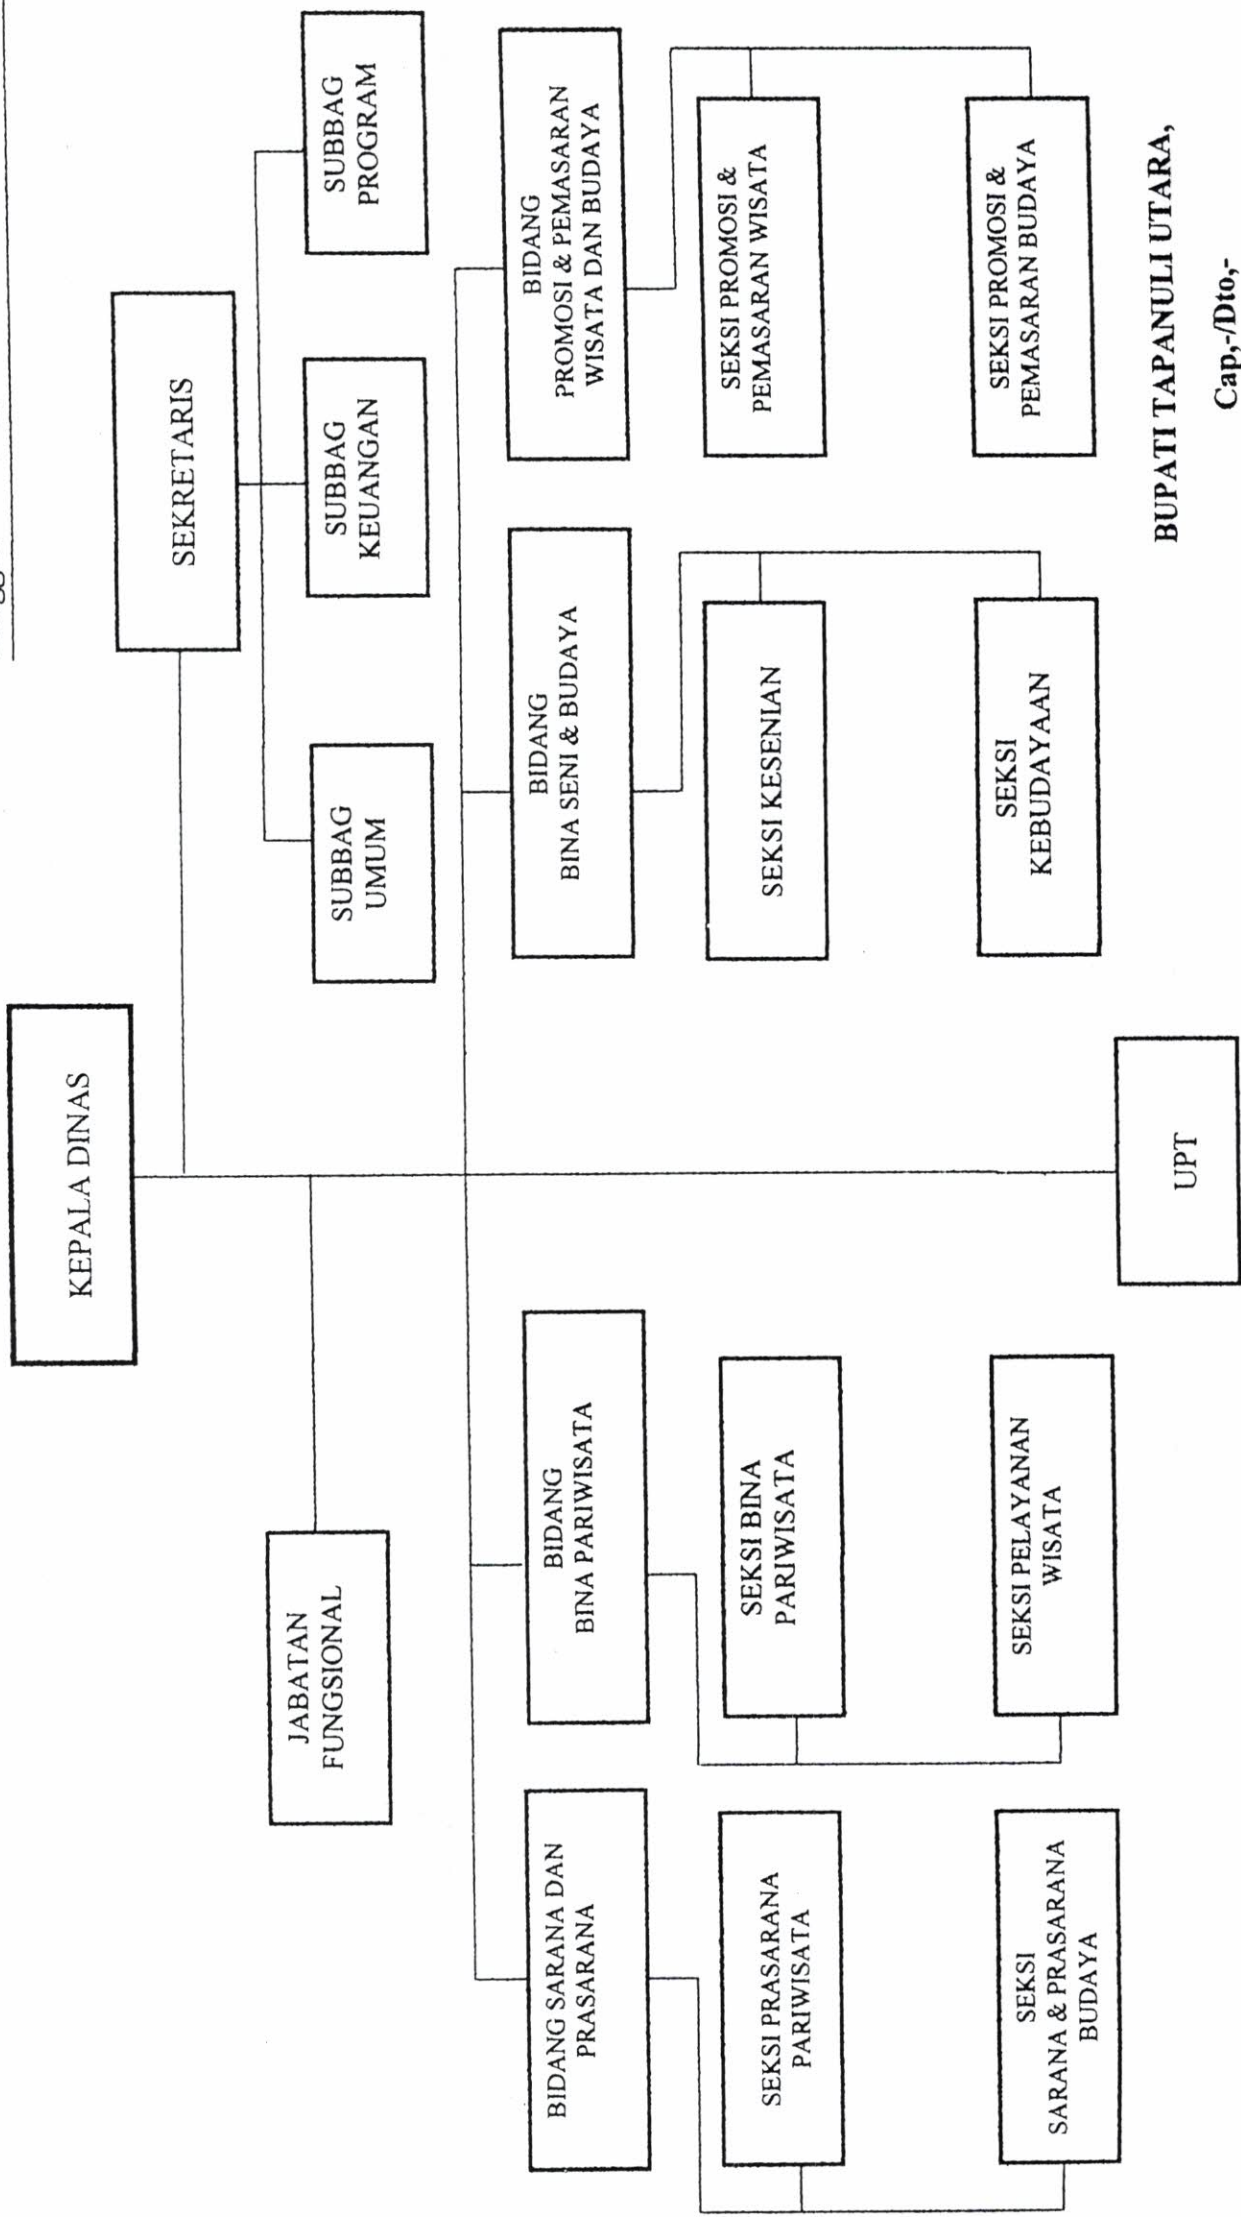 KEPALA DINAS
SEKRETARIS
JABATAN
FUNGSIONAL
SUBBAG
UMUM
SUBBAG
KEUANGAN
SUBBAG
PROGRAM
BIDANG SARANA DAN
PRASARANA
BIDANG
BINA PARIWISATA
BIDANG
BINA SENI & BUDAYA
BIDANG
PROMOSI & PEMASARAN
WISATA DAN BUDAYA
SEKSI PRASARANA
PARIWISATA
SEKSI BINA
PARIWISATA
SEKSI KESENIAN
SEKSI PROMOSI &
PEMASARAN WISATA
SEKSI
SARANA & PRASARANA
BUDAYA
SEKSI PELAYANAN
WISATA
SEKSI
KEBUDAYAAN
SEKSI PROMOSI &
PEMASARAN BUDAYA
UPT
BUPATI TAPANULI UTARA,
Cap,-/Dto,-